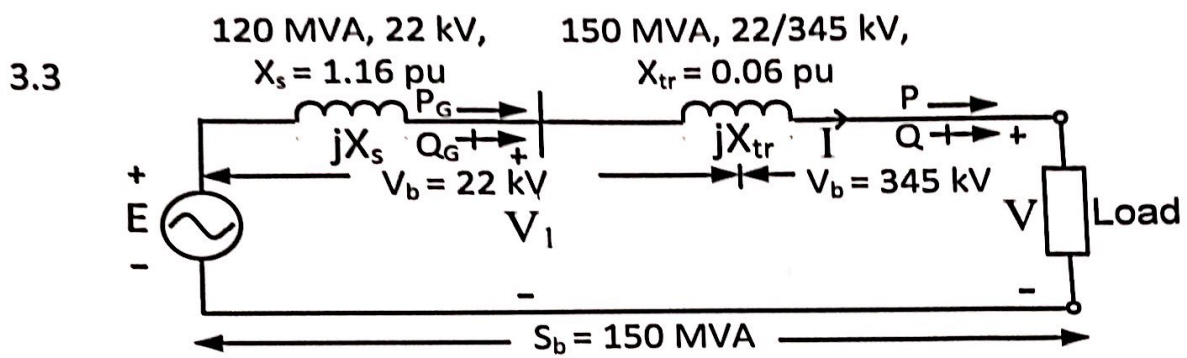 120 MVA, 22 kV, 150 MVA, 22/345 kV,
3.3 Xs = 1.16 pu Xtr = 0.06 pu
PG P
jXs QG + jXtr I Q +
+ Vb = 22 kV Vb = 345 kV
E V1 V Load
- - -
Sb = 150 MVA